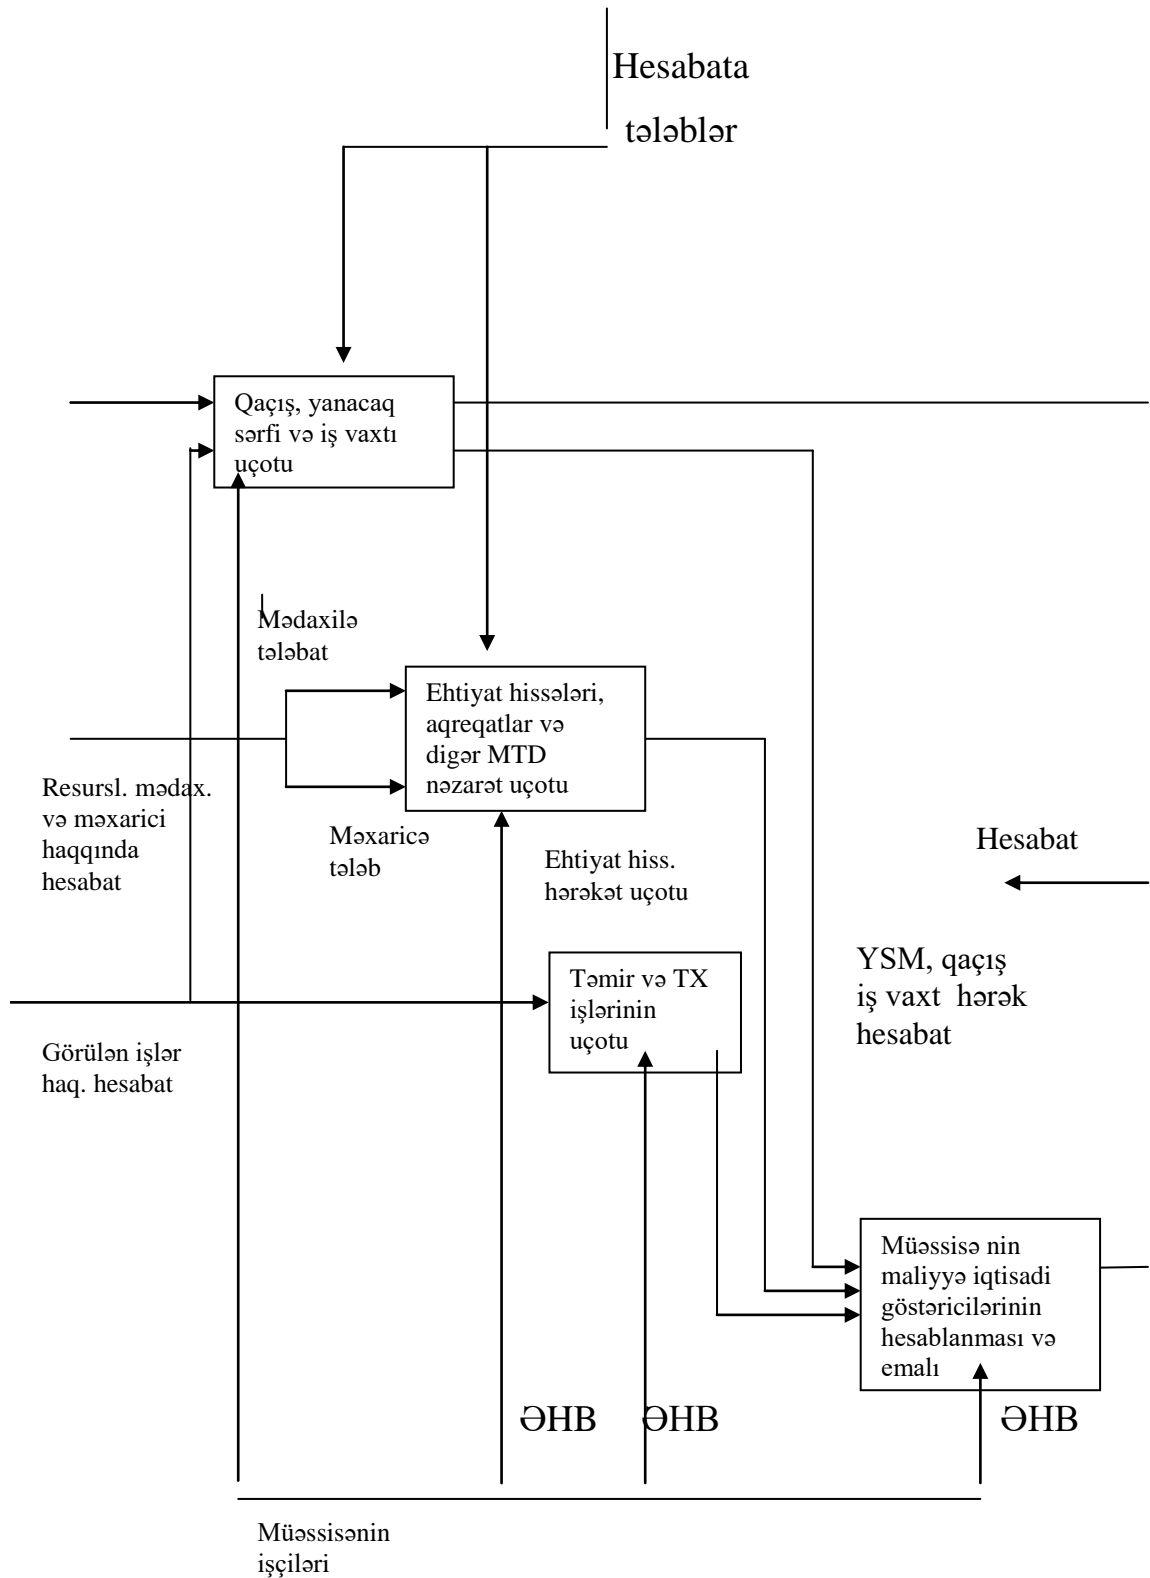 Hesabata
tələblər
Qaçış, yanacaq
sərfi və iş vaxtı
uçotu
Mədaxilə
tələbat
Ehtiyat hissələri,
aqreqatlar və
digər MTD
nəzarət uçotu
Resursl. mədax.
və məxarici
haqqında
hesabat
Məxaricə
tələb
Ehtiyat hiss.
hərəkət uçotu
Hesabat
YSM, qaçış
iş vaxt hərək
hesabat
Təmir və TX
işlərinin
uçotu
Görülən işlər
haq. hesabat
Müəssisə nin
maliyyə iqtisadi
göstəricilərinin
hesablanması və
emalı
ƏHB
ƏHB
ƏHB
Müəssisənin
işçiləri